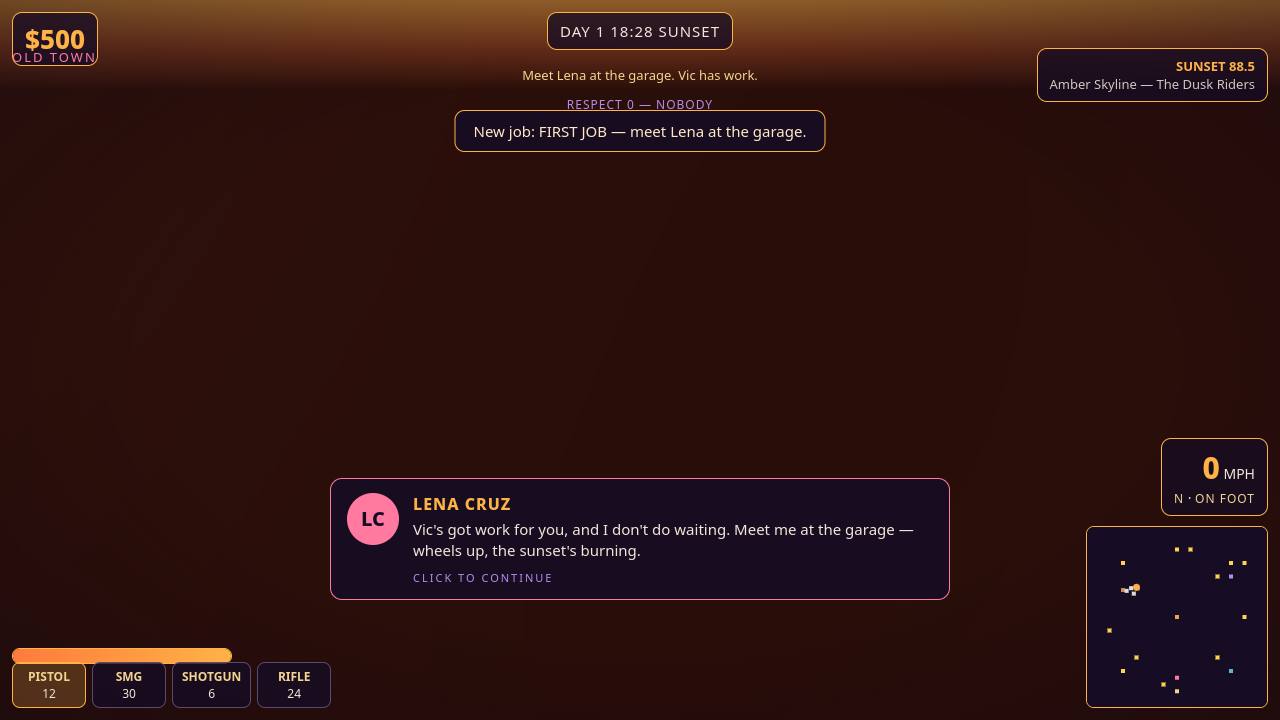 $500
OLD TOWN
DAY 1 18:28 SUNSET
Meet Lena at the garage. Vic has work.
RESPECT 0 — NOBODY
New job: FIRST JOB — meet Lena at the garage.
SUNSET 88.5
Amber Skyline — The Dusk Riders
LC
LENA CRUZ
Vic's got work for you, and I don't do waiting. Meet me at the garage —
wheels up, the sunset's burning.
CLICK TO CONTINUE
0 MPH
N · ON FOOT
PISTOL
12
SMG
30
SHOTGUN
6
RIFLE
24